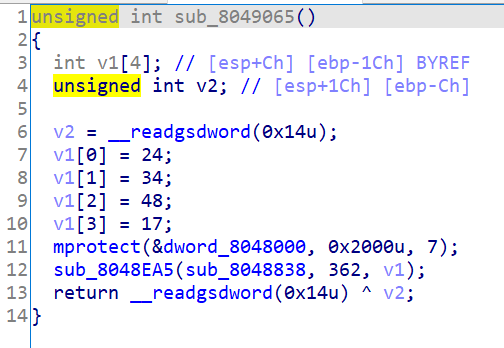 1 unsigned int sub_8049065()
2 {
3 int v1[4]; // [esp+Ch] [ebp-1Ch] BYREF
4 unsigned int v2; // [esp+1Ch] [ebp-Ch]
5
6 v2 = __readgsdword(0x14u);
7 v1[0] = 24;
8 v1[1] = 34;
9 v1[2] = 48;
10 v1[3] = 17;
11 mprotect(&dword_8048000, 0x2000u, 7);
12 sub_8048EA5(sub_8048838, 362, v1);
13 return __readgsdword(0x14u) ^ v2;
14 }